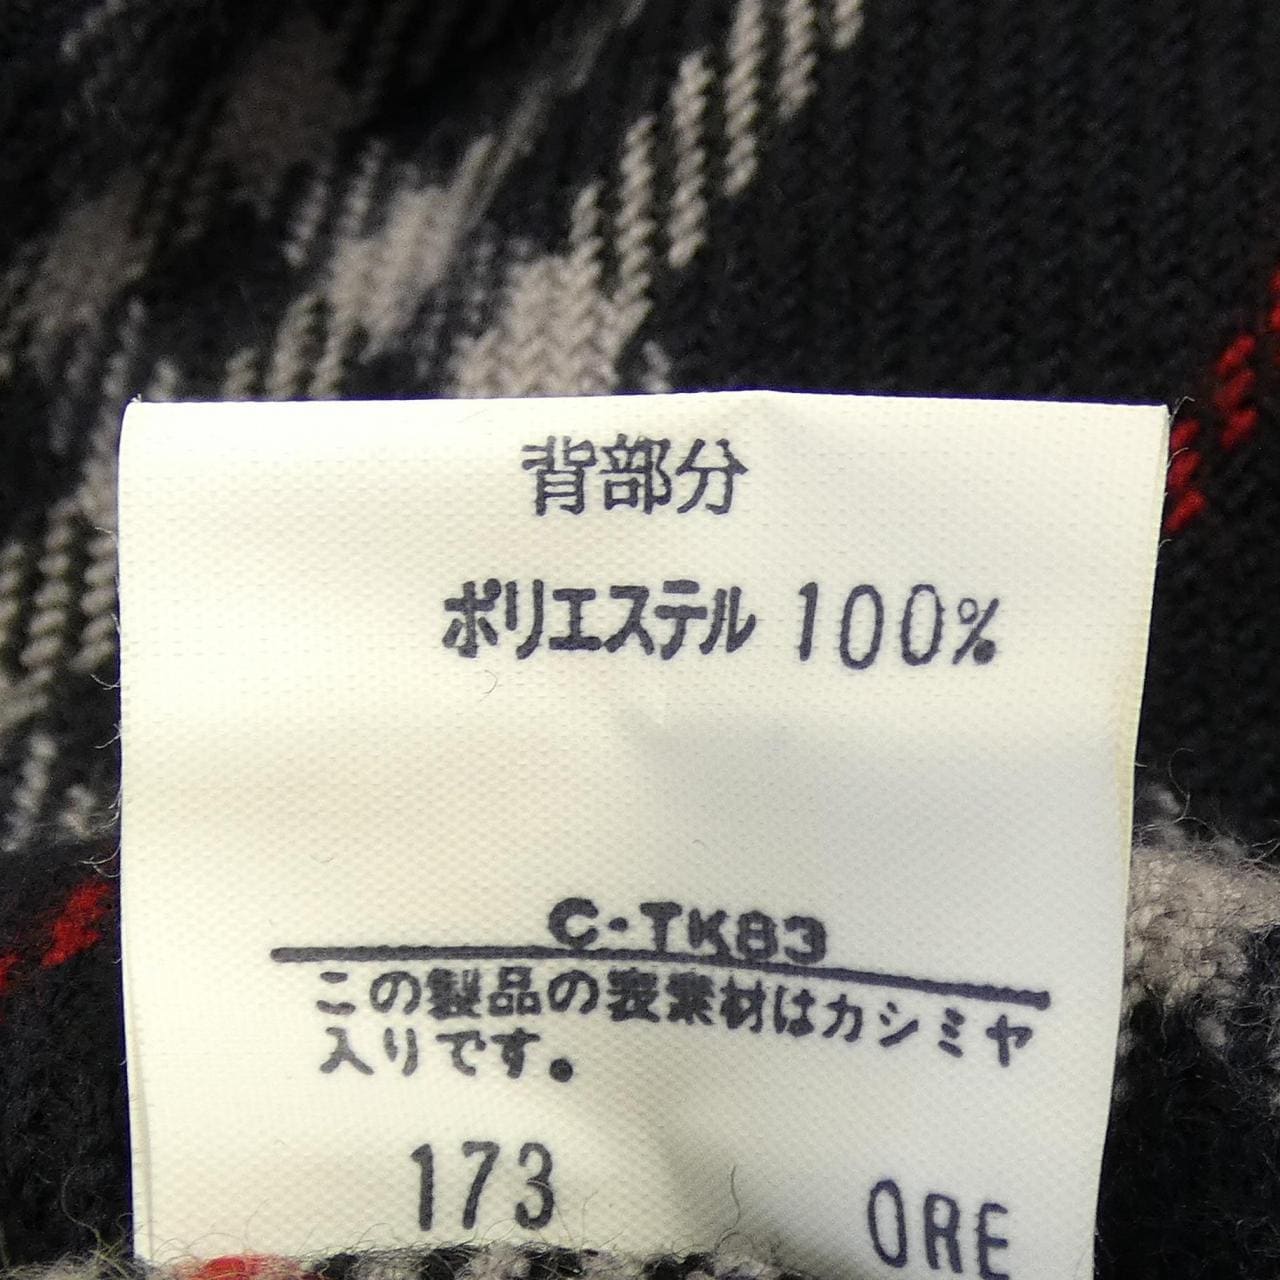 背部分
ポリエステル 100%
C-TK83
この製品の表素材はカシミヤ
入りです。
173 ORE